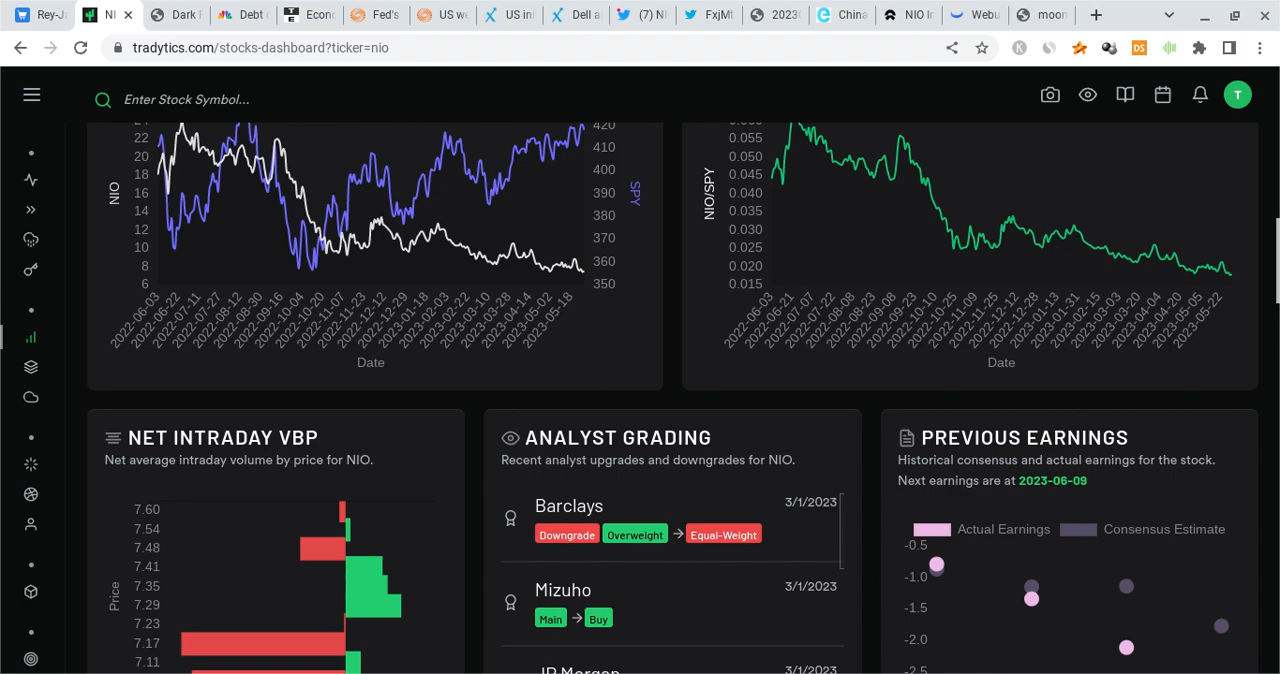 Rey-Ja
NI
Dark F
Debt
TE
Econo
Fed's
US we
US in
Dell a
(7) N
FxjMt
2023
China
NIO In
Webu
moon
tradytics.com/stocks-dashboard?ticker=nio
K
DS
Enter Stock Symbol...
T
24
22
20
18
16
14
12
10
8
6
NIO
420
410
400
390
380
370
360
350
SPY
2022-06-03
2022-06-22
2022-07-11
2022-07-27
2022-08-12
2022-08-30
2022-09-16
2022-10-04
2022-10-20
2022-11-07
2022-11-23
2022-12-12
2022-12-29
2023-01-18
2023-02-03
2023-02-22
2023-03-10
2023-03-28
2023-04-14
2023-05-02
2023-05-18
Date
0.060
0.055
0.050
0.045
0.040
0.035
0.030
0.025
0.020
0.015
NIO/SPY
2022-06-03
2022-06-21
2022-07-07
2022-07-22
2022-08-08
2022-08-23
2022-09-08
2022-09-23
2022-10-10
2022-10-25
2022-11-09
2022-11-25
2022-12-12
2022-12-28
2023-01-13
2023-01-31
2023-02-15
2023-03-03
2023-03-20
2023-04-04
2023-04-20
2023-05-05
2023-05-22
Date
NET INTRADAY VBP
Net average intraday volume by price for NIO.
7.60
7.54
7.48
7.41
7.35
7.29
7.23
7.17
7.11
Price
ANALYST GRADING
Recent analyst upgrades and downgrades for NIO.
Barclays
3/1/2023
Downgrade Overweight → Equal-Weight
Mizuho
3/1/2023
Main → Buy
JP Morgan
3/1/2023
PREVIOUS EARNINGS
Historical consensus and actual earnings for the stock.
Next earnings are at 2023-06-09
Actual Earnings
Consensus Estimate
-0.5
-1.0
-1.5
-2.0
-2.5